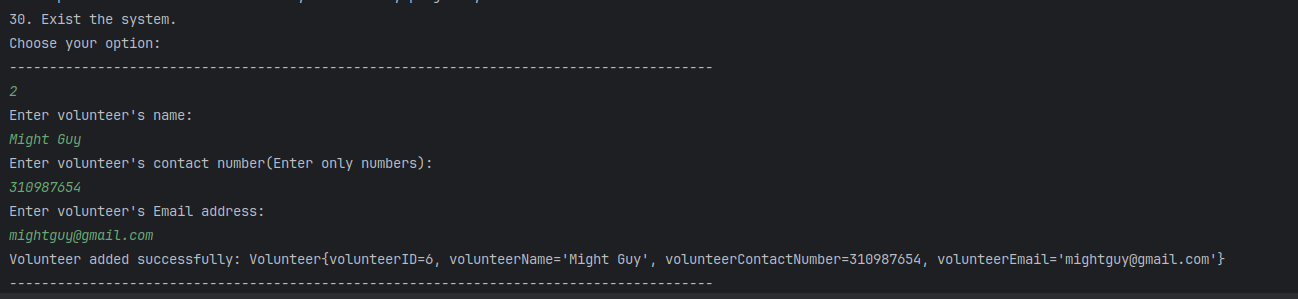 30. Exist the system.
Choose your option:
----------------------------------------------------------------------------------------
2
Enter volunteer's name:
Might Guy
Enter volunteer's contact number(Enter only numbers):
310987654
Enter volunteer's Email address:
mightguy@gmail.com
Volunteer added successfully: Volunteer{volunteerID=6, volunteerName='Might Guy', volunteerContactNumber=310987654, volunteerEmail='mightguy@gmail.com'}
----------------------------------------------------------------------------------------